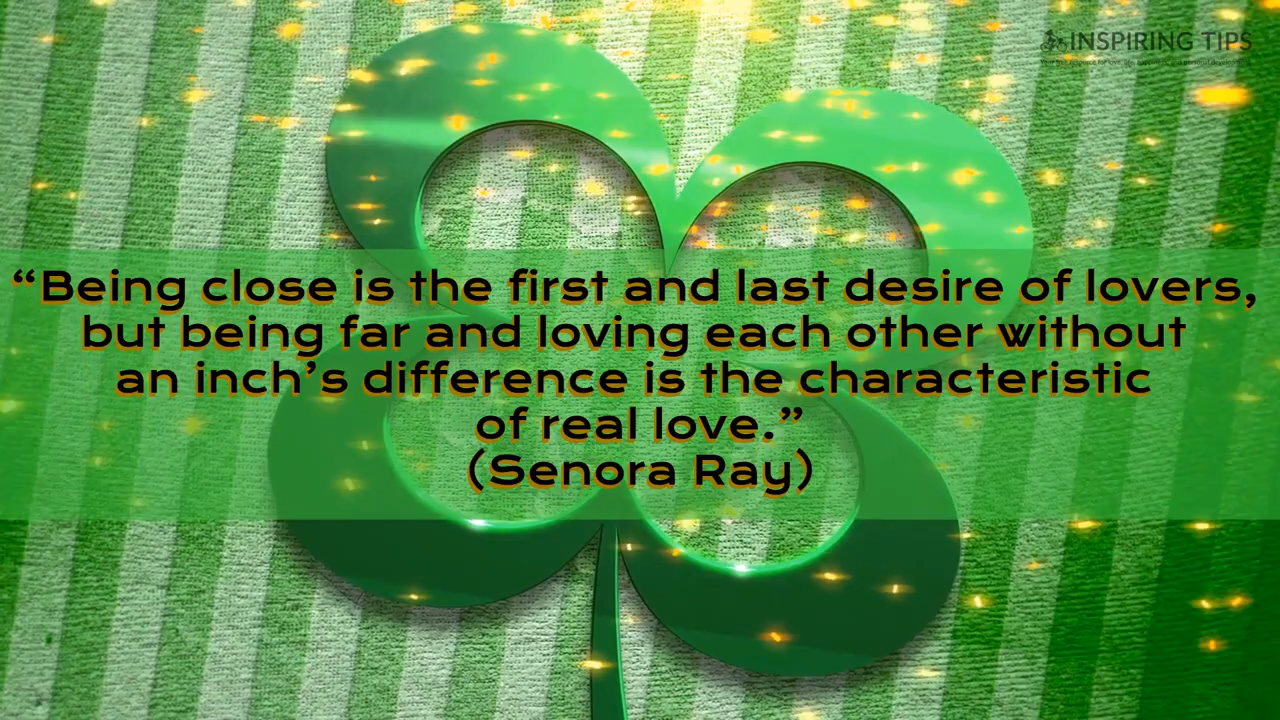 INSPIRING TIPS
“Being close is the first and last desire of lovers,
but being far and loving each other without
an inch’s difference is the characteristic
of real love.”
(Senora Ray)